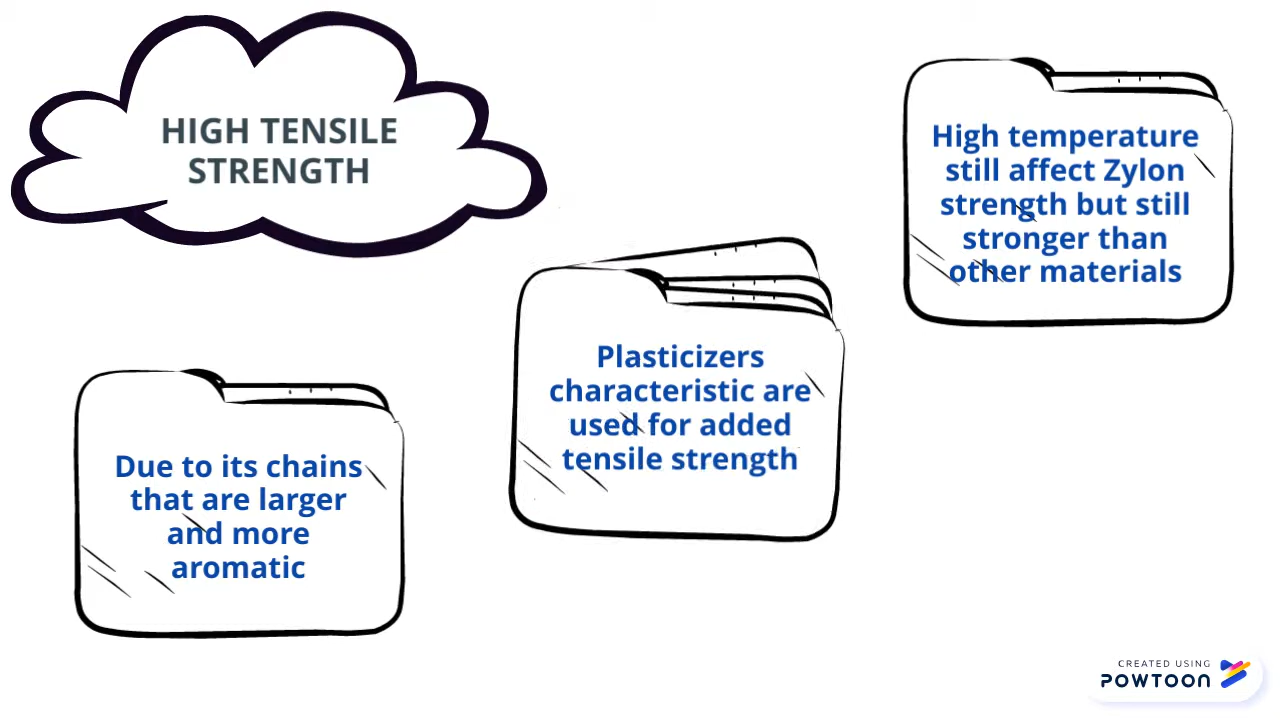 HIGH TENSILE
STRENGTH
High temperature
still affect Zylon
strength but still
stronger than
other materials
Plasticizers
characteristic are
used for added
tensile strength
Due to its chains
that are larger
and more
aromatic
CREATED USING
POWTOON